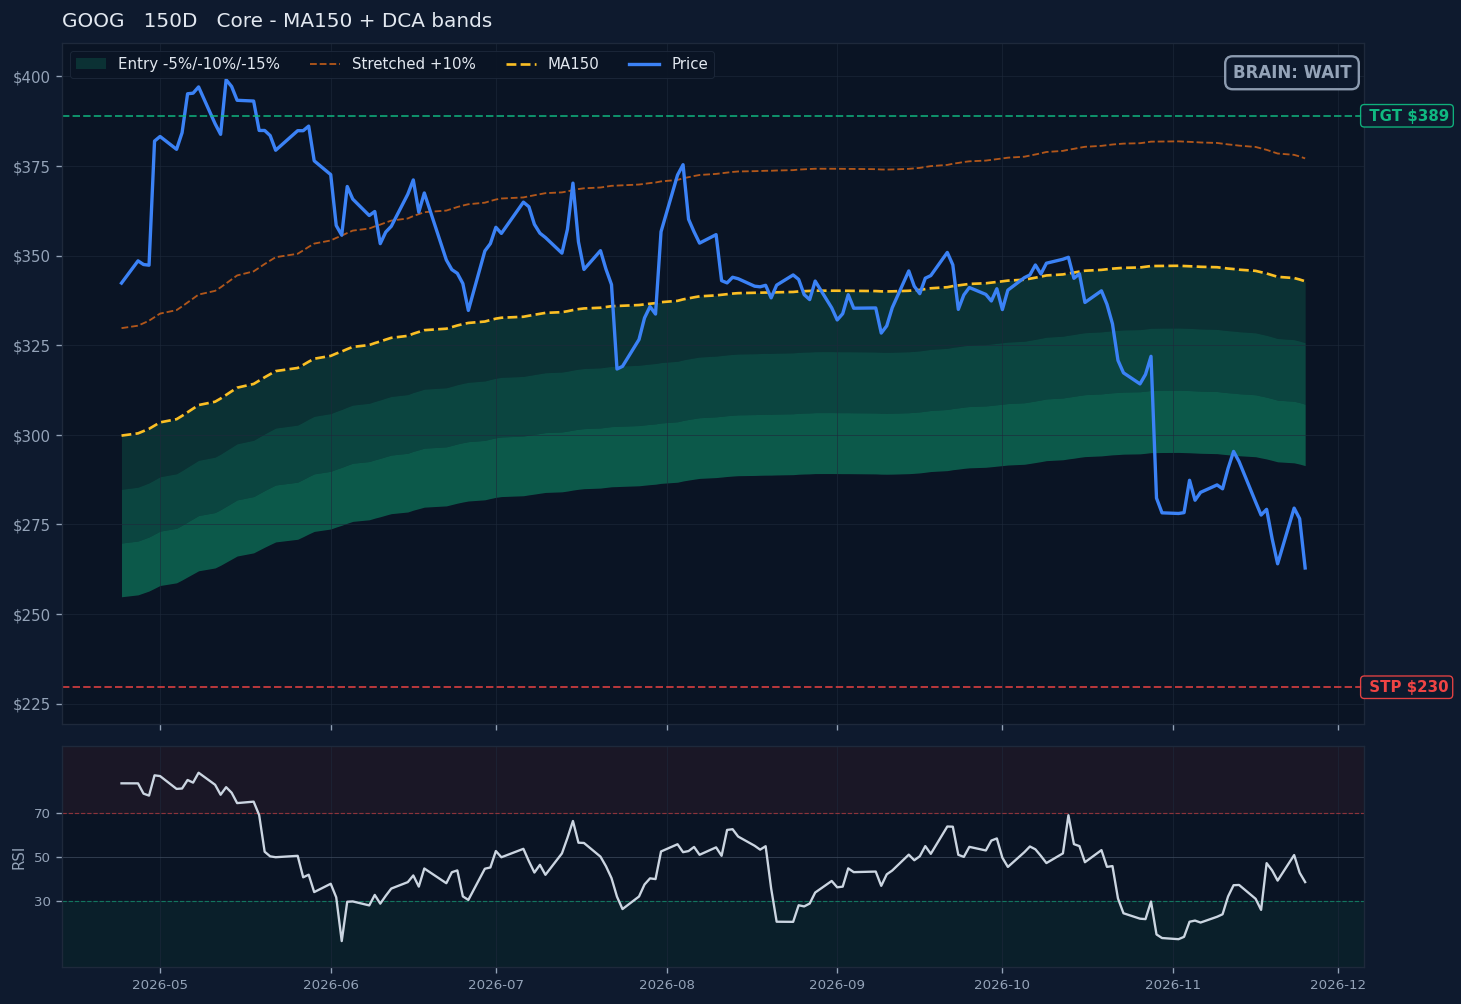 GOOG   150D   Core - MA150 + DCA bands
Entry -5%/-10%/-15%   Stretched +10%   MA150   Price
BRAIN: WAIT
$400
TGT $389
$375
$350
$325
$300
$275
$250
STP $230
$225
RSI
70
50
30
2026-05   2026-06   2026-07   2026-08   2026-09   2026-10   2026-11   2026-12